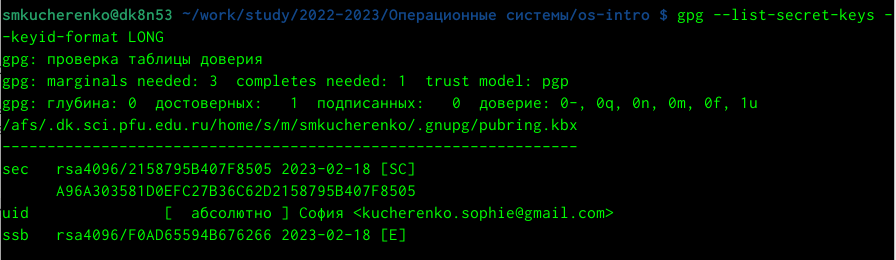 smkucherenko@dk8n53 ~/work/study/2022-2023/Операционные системы/os-intro $ gpg --list-secret-keys -
-keyid-format LONG
gpg: проверка таблицы доверия
gpg: marginals needed: 3  completes needed: 1  trust model: pgp
gpg: глубина: 0  достоверных:   1  подписанных:   0  доверие: 0-, 0q, 0n, 0m, 0f, 1u
/afs/.dk.sci.pfu.edu.ru/home/s/m/smkucherenko/.gnupg/pubring.kbx
----------------------------------------------------------------
sec   rsa4096/2158795B407F8505 2023-02-18 [SC]
      A96A303581D0EFC27B36C62D2158795B407F8505
uid               [  абсолютно ] София <kucherenko.sophie@gmail.com>
ssb   rsa4096/F0AD65594B676266 2023-02-18 [E]